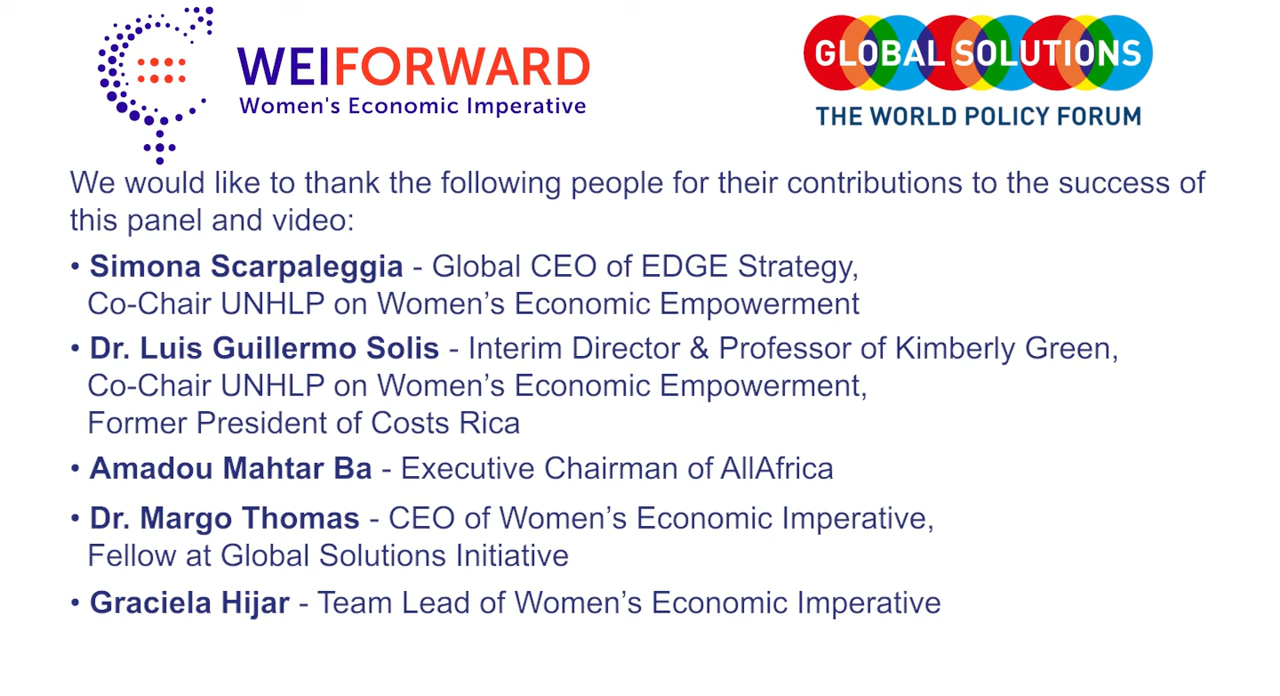 WEIFORWARD
Women's Economic Imperative
GLOBAL SOLUTIONS
THE WORLD POLICY FORUM
We would like to thank the following people for their contributions to the success of
this panel and video:
• Simona Scarpaleggia - Global CEO of EDGE Strategy,
Co-Chair UNHLP on Women’s Economic Empowerment
• Dr. Luis Guillermo Solis - Interim Director & Professor of Kimberly Green,
Co-Chair UNHLP on Women’s Economic Empowerment,
Former President of Costs Rica
• Amadou Mahtar Ba - Executive Chairman of AllAfrica
• Dr. Margo Thomas - CEO of Women’s Economic Imperative,
Fellow at Global Solutions Initiative
• Graciela Hijar - Team Lead of Women’s Economic Imperative